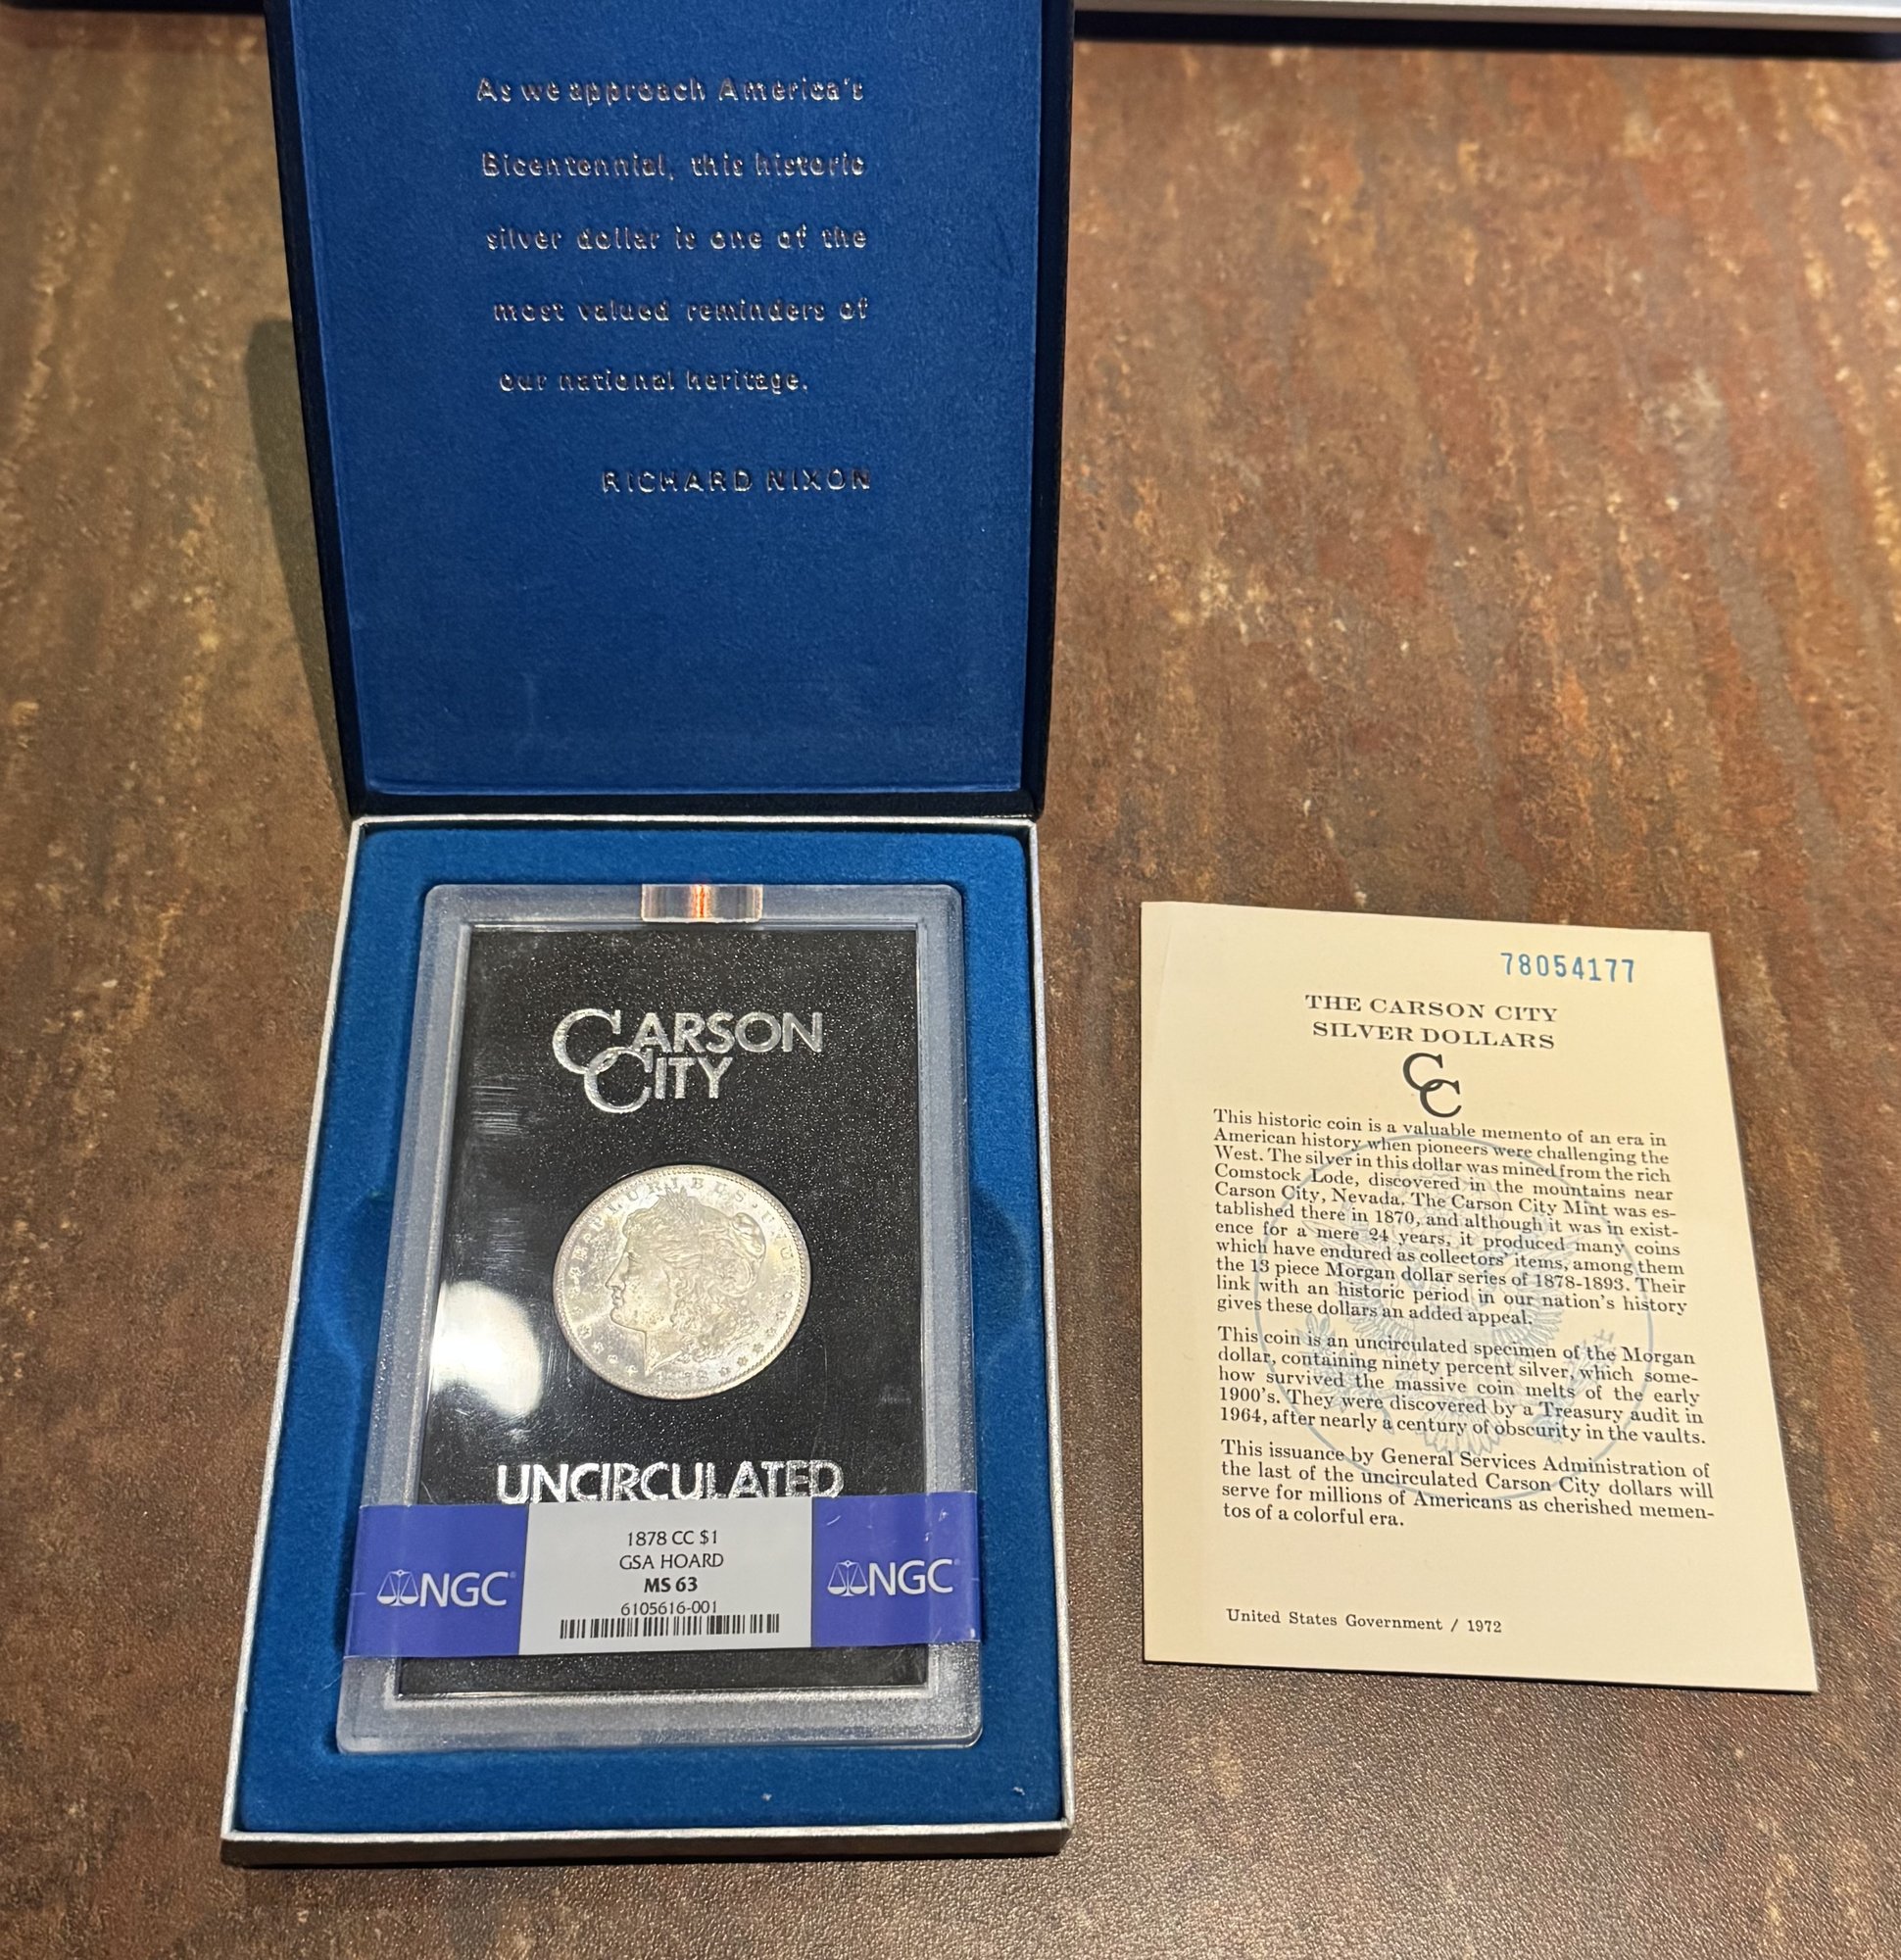 As we approach America's
Bicentennial, this historic
silver dollar is one of the
most valued reminders of
our national heritage.
RICHARD NIXON
CARSON
CITY
E PLURIBUS UNUM
1878
UNCIRCULATED
NGC
1878 CC $1
GSA HOARD
MS 63
6105616-001
NGC
78054177
THE CARSON CITY
SILVER DOLLARS
CC
This historic coin is a valuable memento of an era in
American history when pioneers were challenging the
West. The silver in this dollar was mined from the rich
Comstock Lode, discovered in the mountains near
Carson City, Nevada. The Carson City Mint was es-
tablished there in 1870, and although it was in exist-
ence for a mere 24 years, it produced many coins
which have endured as collectors' items, among them
the 13 piece Morgan dollar series of 1878-1893. Their
link with an historic period in our nation's history
gives these dollars an added appeal.
This coin is an uncirculated specimen of the Morgan
dollar, containing ninety percent silver, which some-
how survived the massive coin melts of the early
1900's. They were discovered by a Treasury audit in
1964, after nearly a century of obscurity in the vaults.
This issuance by General Services Administration of
the last of the uncirculated Carson City dollars will
serve for millions of Americans as cherished memen-
tos of a colorful era.
United States Government / 1972